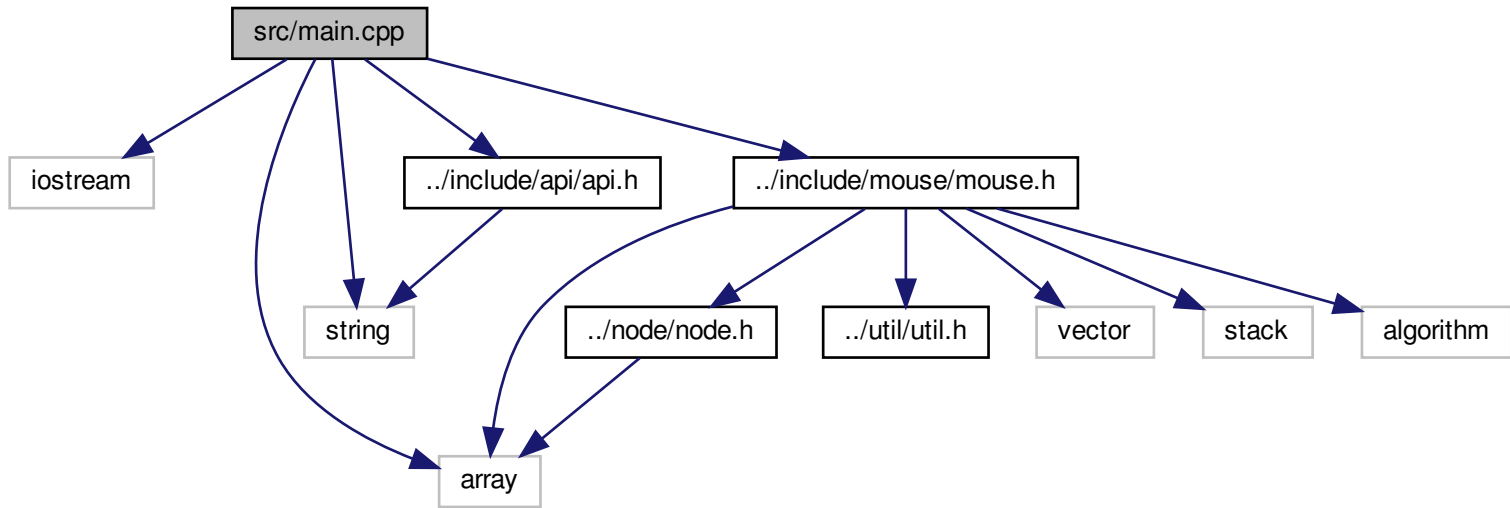 src/main.cpp
iostream
../include/api/api.h
../include/mouse/mouse.h
string
../node/node.h
../util/util.h
vector
stack
algorithm
array